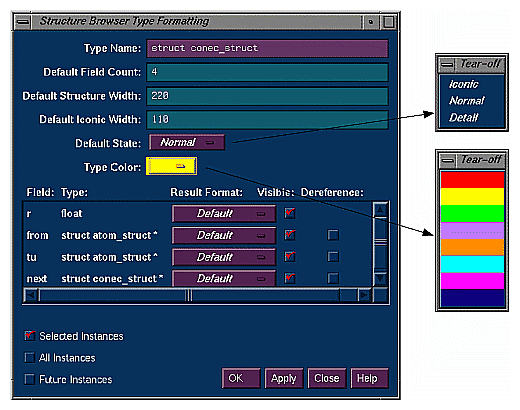 Structure Browser Type Formatting
Type Name: struct conec_struct
Default Field Count: 4
Default Structure Width: 220
Default Iconic Width: 110
Default State: Normal
Type Color:
Field: Type: Result Format: Visible: Dereference:
r float Default
from struct atom_struct * Default
tu struct atom_struct * Default
next struct conec_struct * Default
Selected Instances
All Instances
Future Instances
OK Apply Close Help
Tear-off
Iconic
Normal
Detail
Tear-off